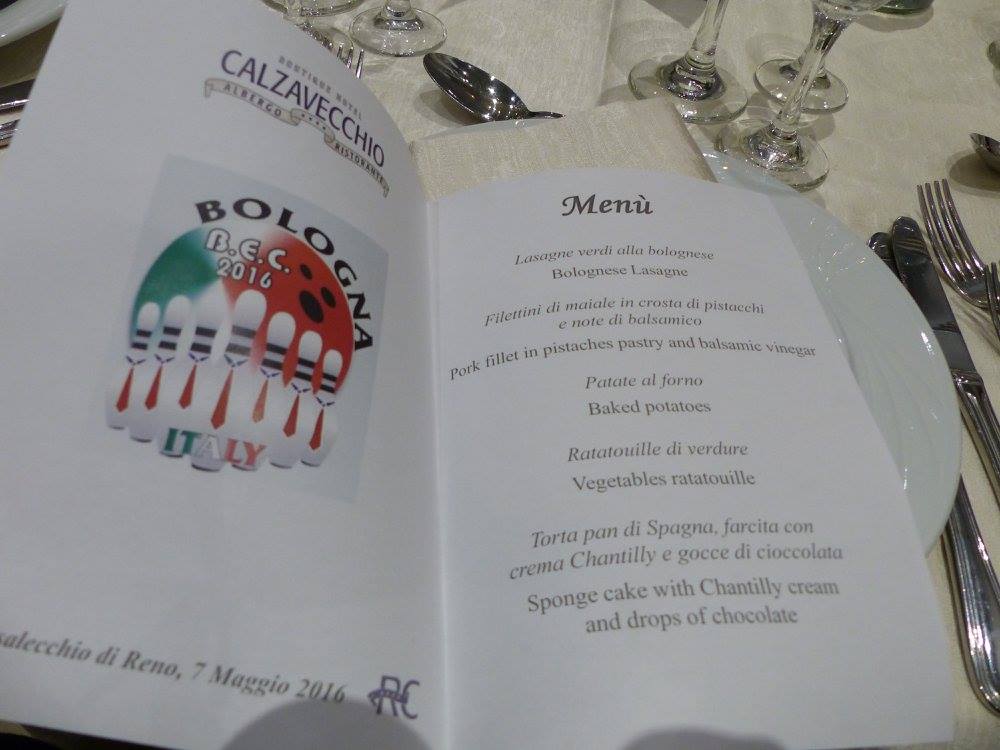 BOUTIQUE HOTEL
CALZAVECCHIO
ALBERGO **** RISTORANTE
BOLOGNA
B.E.C.
2016
ITALY
salecchio di Reno, 7 Maggio 2016
RC
Menù
Lasagne verdi alla bolognese
Bolognese Lasagne
Filettini di maiale in crosta di pistacchi
e note di balsamico
Pork fillet in pistaches pastry and balsamic vinegar
Patate al forno
Baked potatoes
Ratatouille di verdure
Vegetables ratatouille
Torta pan di Spagna, farcita con
crema Chantilly e gocce di cioccolata
Sponge cake with Chantilly cream
and drops of chocolate